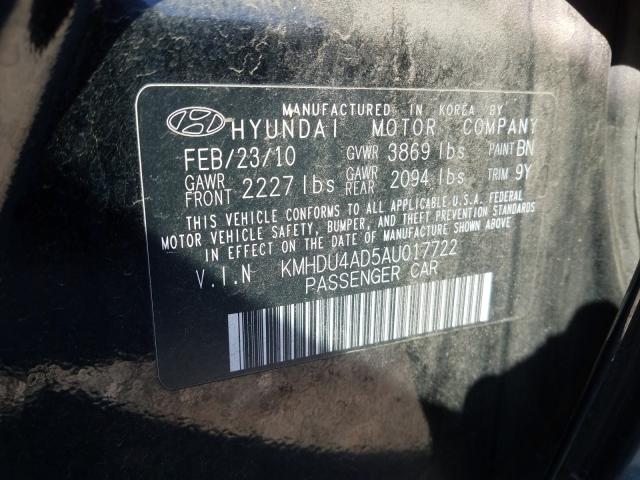 MANUFACTURED IN KOREA BY
HYUNDAI MOTOR COMPANY
FEB/23/10 GVWR 3869 lbs PAINT BN
GAWR FRONT 2227 lbs GAWR REAR 2094 lbs TRIM 9Y
THIS VEHICLE CONFORMS TO ALL APPLICABLE U.S.A. FEDERAL
MOTOR VEHICLE SAFETY, BUMPER, AND THEFT PREVENTION STANDARDS
IN EFFECT ON THE DATE OF MANUFACTURE SHOWN ABOVE
V.I.N KMHDU4AD5AU017722
PASSENGER CAR